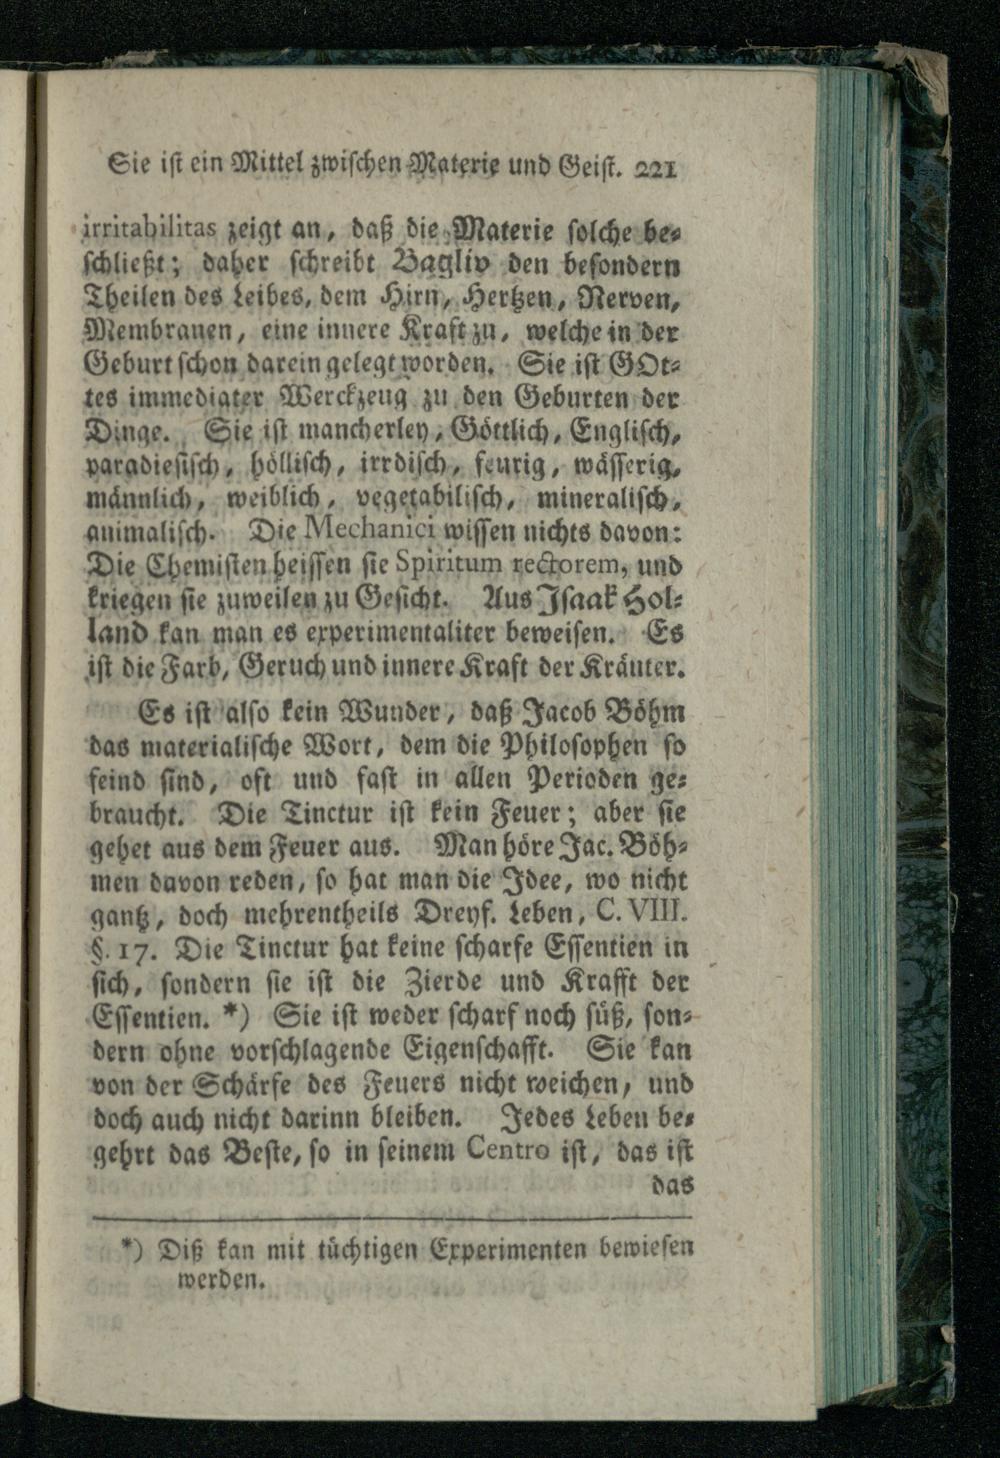 Sie ist ein Mittel zwischen Materie und Geist. 221
irritabilitas zeigt an, daß die Materie solche be-
schließt; daher schreibt Bagliv den besondern
Theilen des Leibes, dem Hirn, Hertzen, Nerven,
Membranen, eine innere Kraft zu, welche in der
Geburt schon darein gelegt worden. Sie ist GOt-
tes immediater Werckzeug zu den Geburten der
Dinge. Sie ist mancherley, Göttlich, Englisch,
paradiesisch, höllisch, irrdisch, feurig, wässerig,
männlich, weiblich, vegetabilisch, mineralisch,
animalisch. Die Mechanici wissen nichts davon:
Die Chemisten heissen sie Spiritum rectorem, und
kriegen sie zuweilen zu Gesicht. Aus Isaak Hol-
land kan man es experimentaliter beweisen. Es
ist die Farb, Geruch und innere Kraft der Kräuter.
Es ist also kein Wunder, daß Jacob Böhm
das materialische Wort, dem die Philosophen so
feind sind, oft und fast in allen Perioden ge-
braucht. Die Tinctur ist kein Feuer; aber sie
gehet aus dem Feuer aus. Man höre Jac. Böh-
men davon reden, so hat man die Idee, wo nicht
gantz, doch mehrentheils Dreyf. Leben, C. VIII.
§. 17. Die Tinctur hat keine scharfe Essentien in
sich, sondern sie ist die Zierde und Krafft der
Essentien. *) Sie ist weder scharf noch süß, son-
dern ohne vorschlagende Eigenschafft. Sie kan
von der Schärfe des Feuers nicht weichen, und
doch auch nicht darinn bleiben. Jedes Leben be-
gehrt das Beste, so in seinem Centro ist, das ist
das
*) Diß kan mit tüchtigen Experimenten bewiesen
werden.